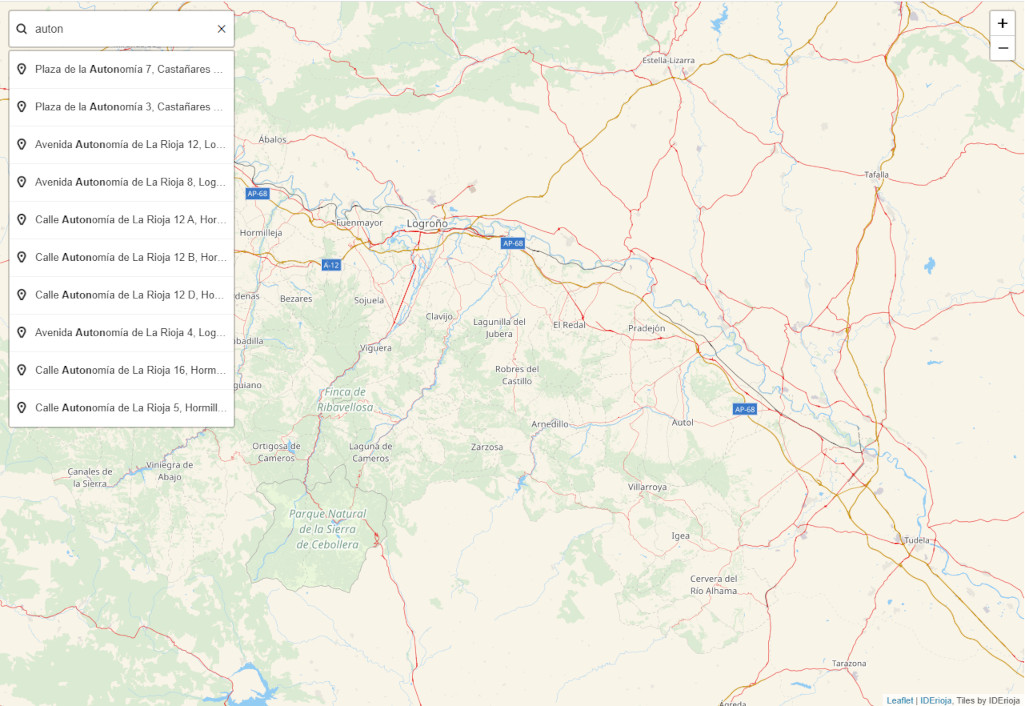 auton
Plaza de la Autonomía 7, Castañares ...
Plaza de la Autonomía 3, Castañares ...
Avenida Autonomía de La Rioja 12, Lo...
Avenida Autonomía de La Rioja 8, Log...
Calle Autonomía de La Rioja 12 A, Hor...
Calle Autonomía de La Rioja 12 B, Hor...
Calle Autonomía de La Rioja 12 D, Ho...
Avenida Autonomía de La Rioja 4, Log...
Calle Autonomía de La Rioja 16, Horm...
Calle Autonomía de La Rioja 5, Hormill...
+
−
Estella-Lizarra
Ábalos
Tafalla
AP-68
Fuenmayor
Logroño
Hormilleja
AP-68
A-12
Bezares
Sojuela
Clavijo
Lagunilla del
Jubera
El Redal
Pradejón
Viguera
Robres del
Castillo
Finca de
Ribavellosa
AP-68
Arnedillo
Autol
Ortigosa de
Cameros
Laguna de
Cameros
Zarzosa
Canales de
la Sierra
Viniegra de
Abajo
Villarroya
Parque Natural
de la Sierra
de Cebollera
Igea
Tudela
Cervera del
Río Alhama
Tarazona
Ágreda
Leaflet | IDErioja, Tiles by IDErioja